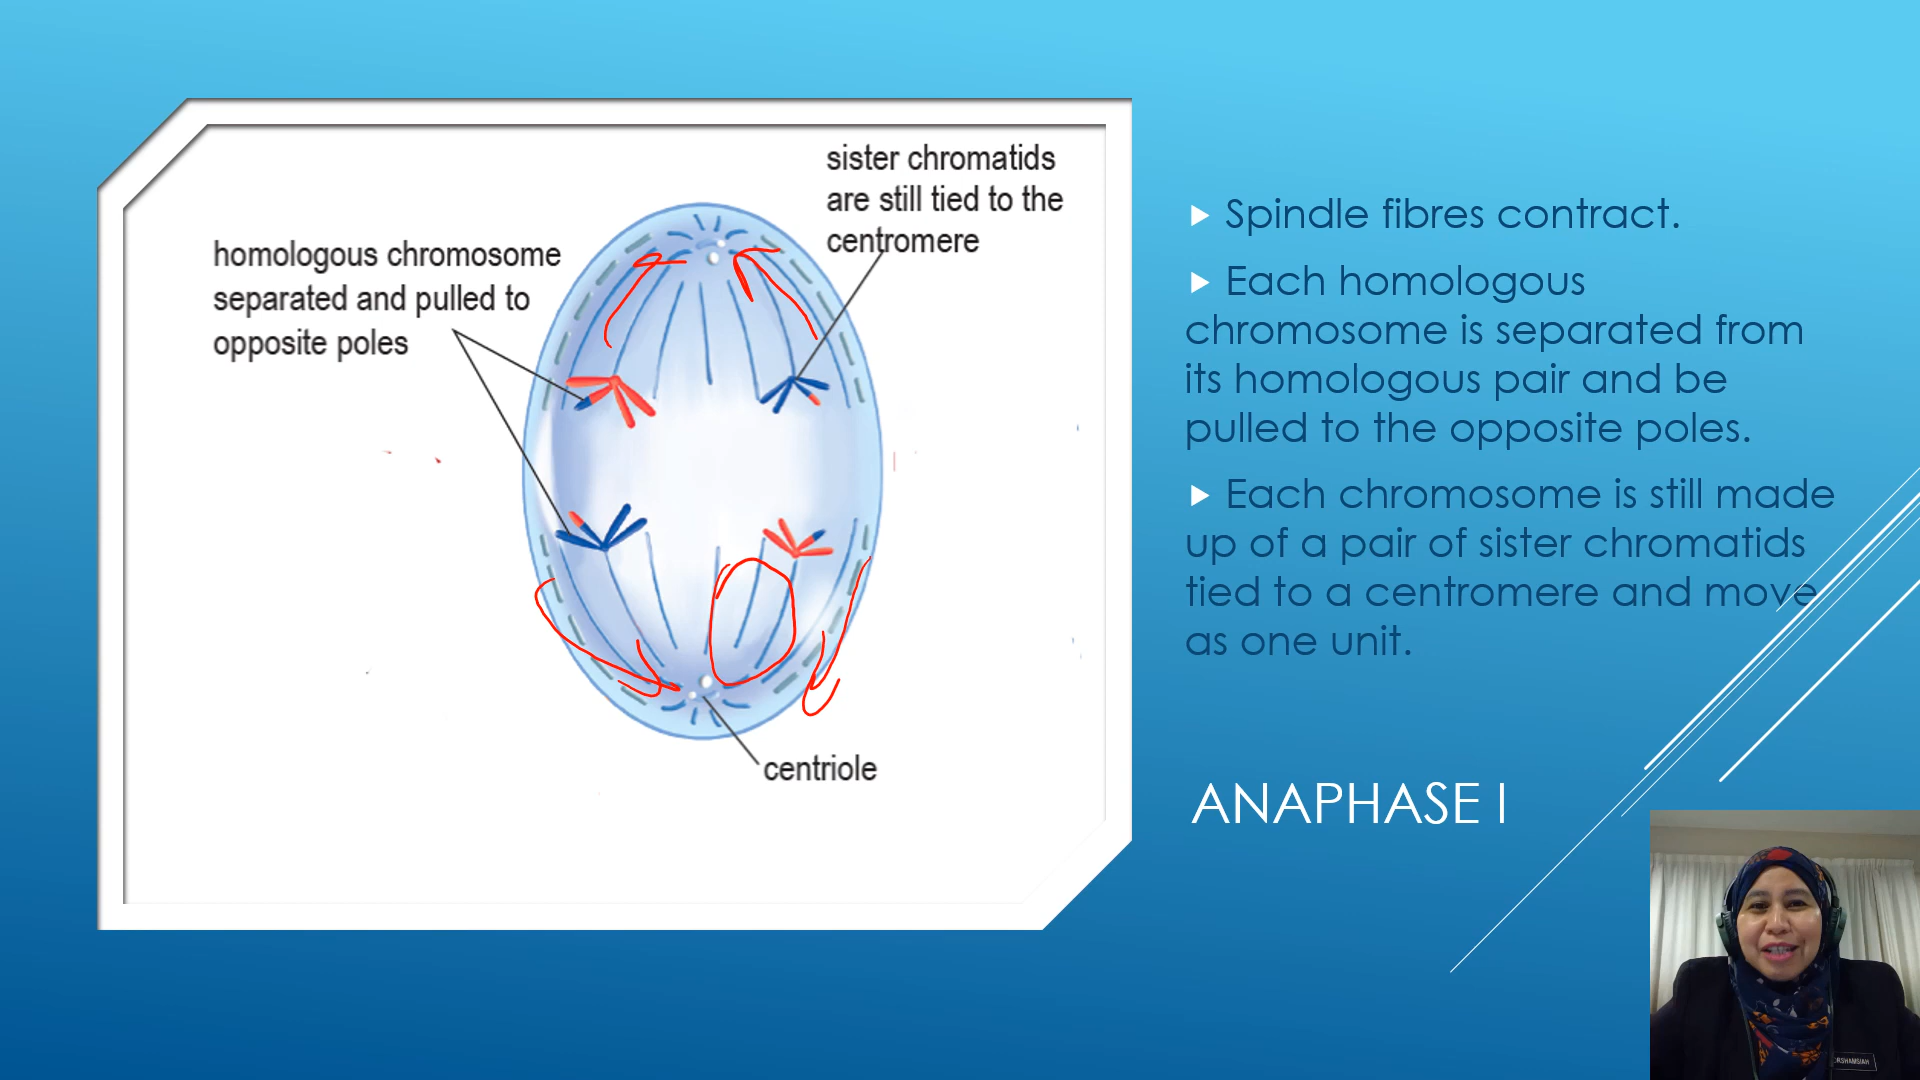 homologous chromosome
separated and pulled to
opposite poles
sister chromatids
are still tied to the
centromere
centriole
Spindle fibres contract.
Each homologous
chromosome is separated from
its homologous pair and be
pulled to the opposite poles.
Each chromosome is still made
up of a pair of sister chromatids
tied to a centromere and move
as one unit.
ANAPHASE I